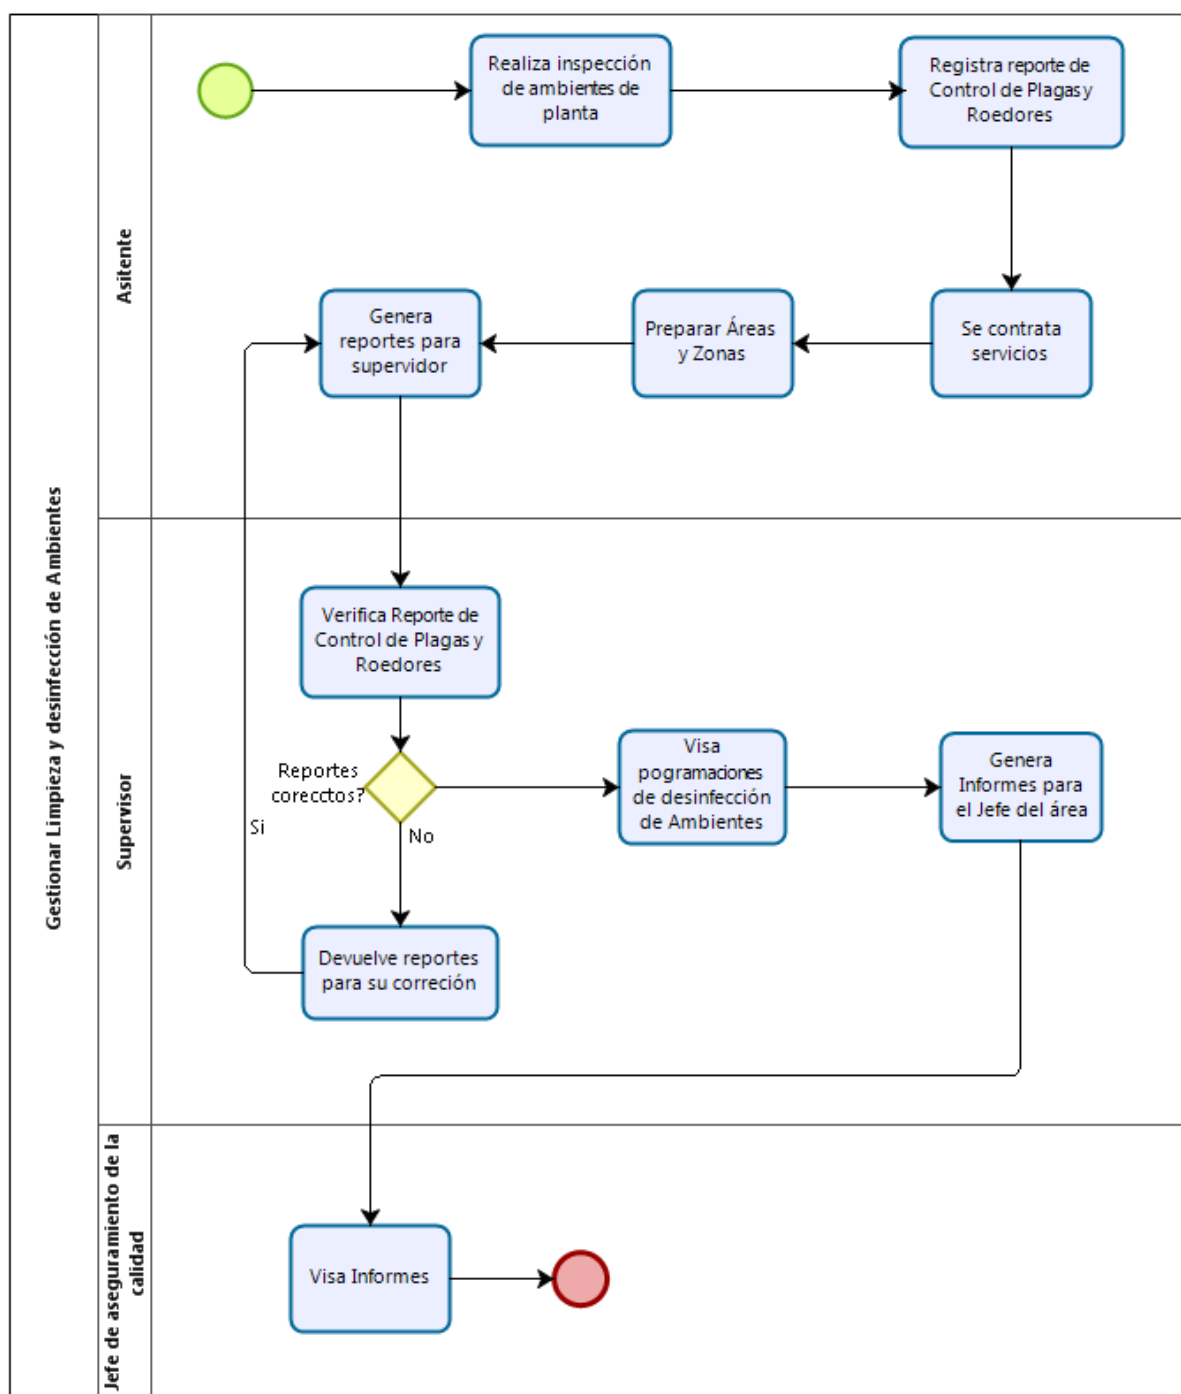 Gestionar Limpieza y desinfección de Ambientes
Asitente
Realiza inspección
de ambientes de
planta
Registra reporte de
Control de Plagas y
Roedores
Genera
reportes para
supervidor
Preparar Áreas
y Zonas
Se contrata
servicios
Supervisor
Verifica Reporte de
Control de Plagas y
Roedores
Reportes
corecctos?
Si
No
Visa
pogramaciones
de desinfección
de Ambientes
Genera
Informes para
el Jefe del área
Devuelve reportes
para su correción
Jefe de aseguramiento de la
calidad
Visa Informes